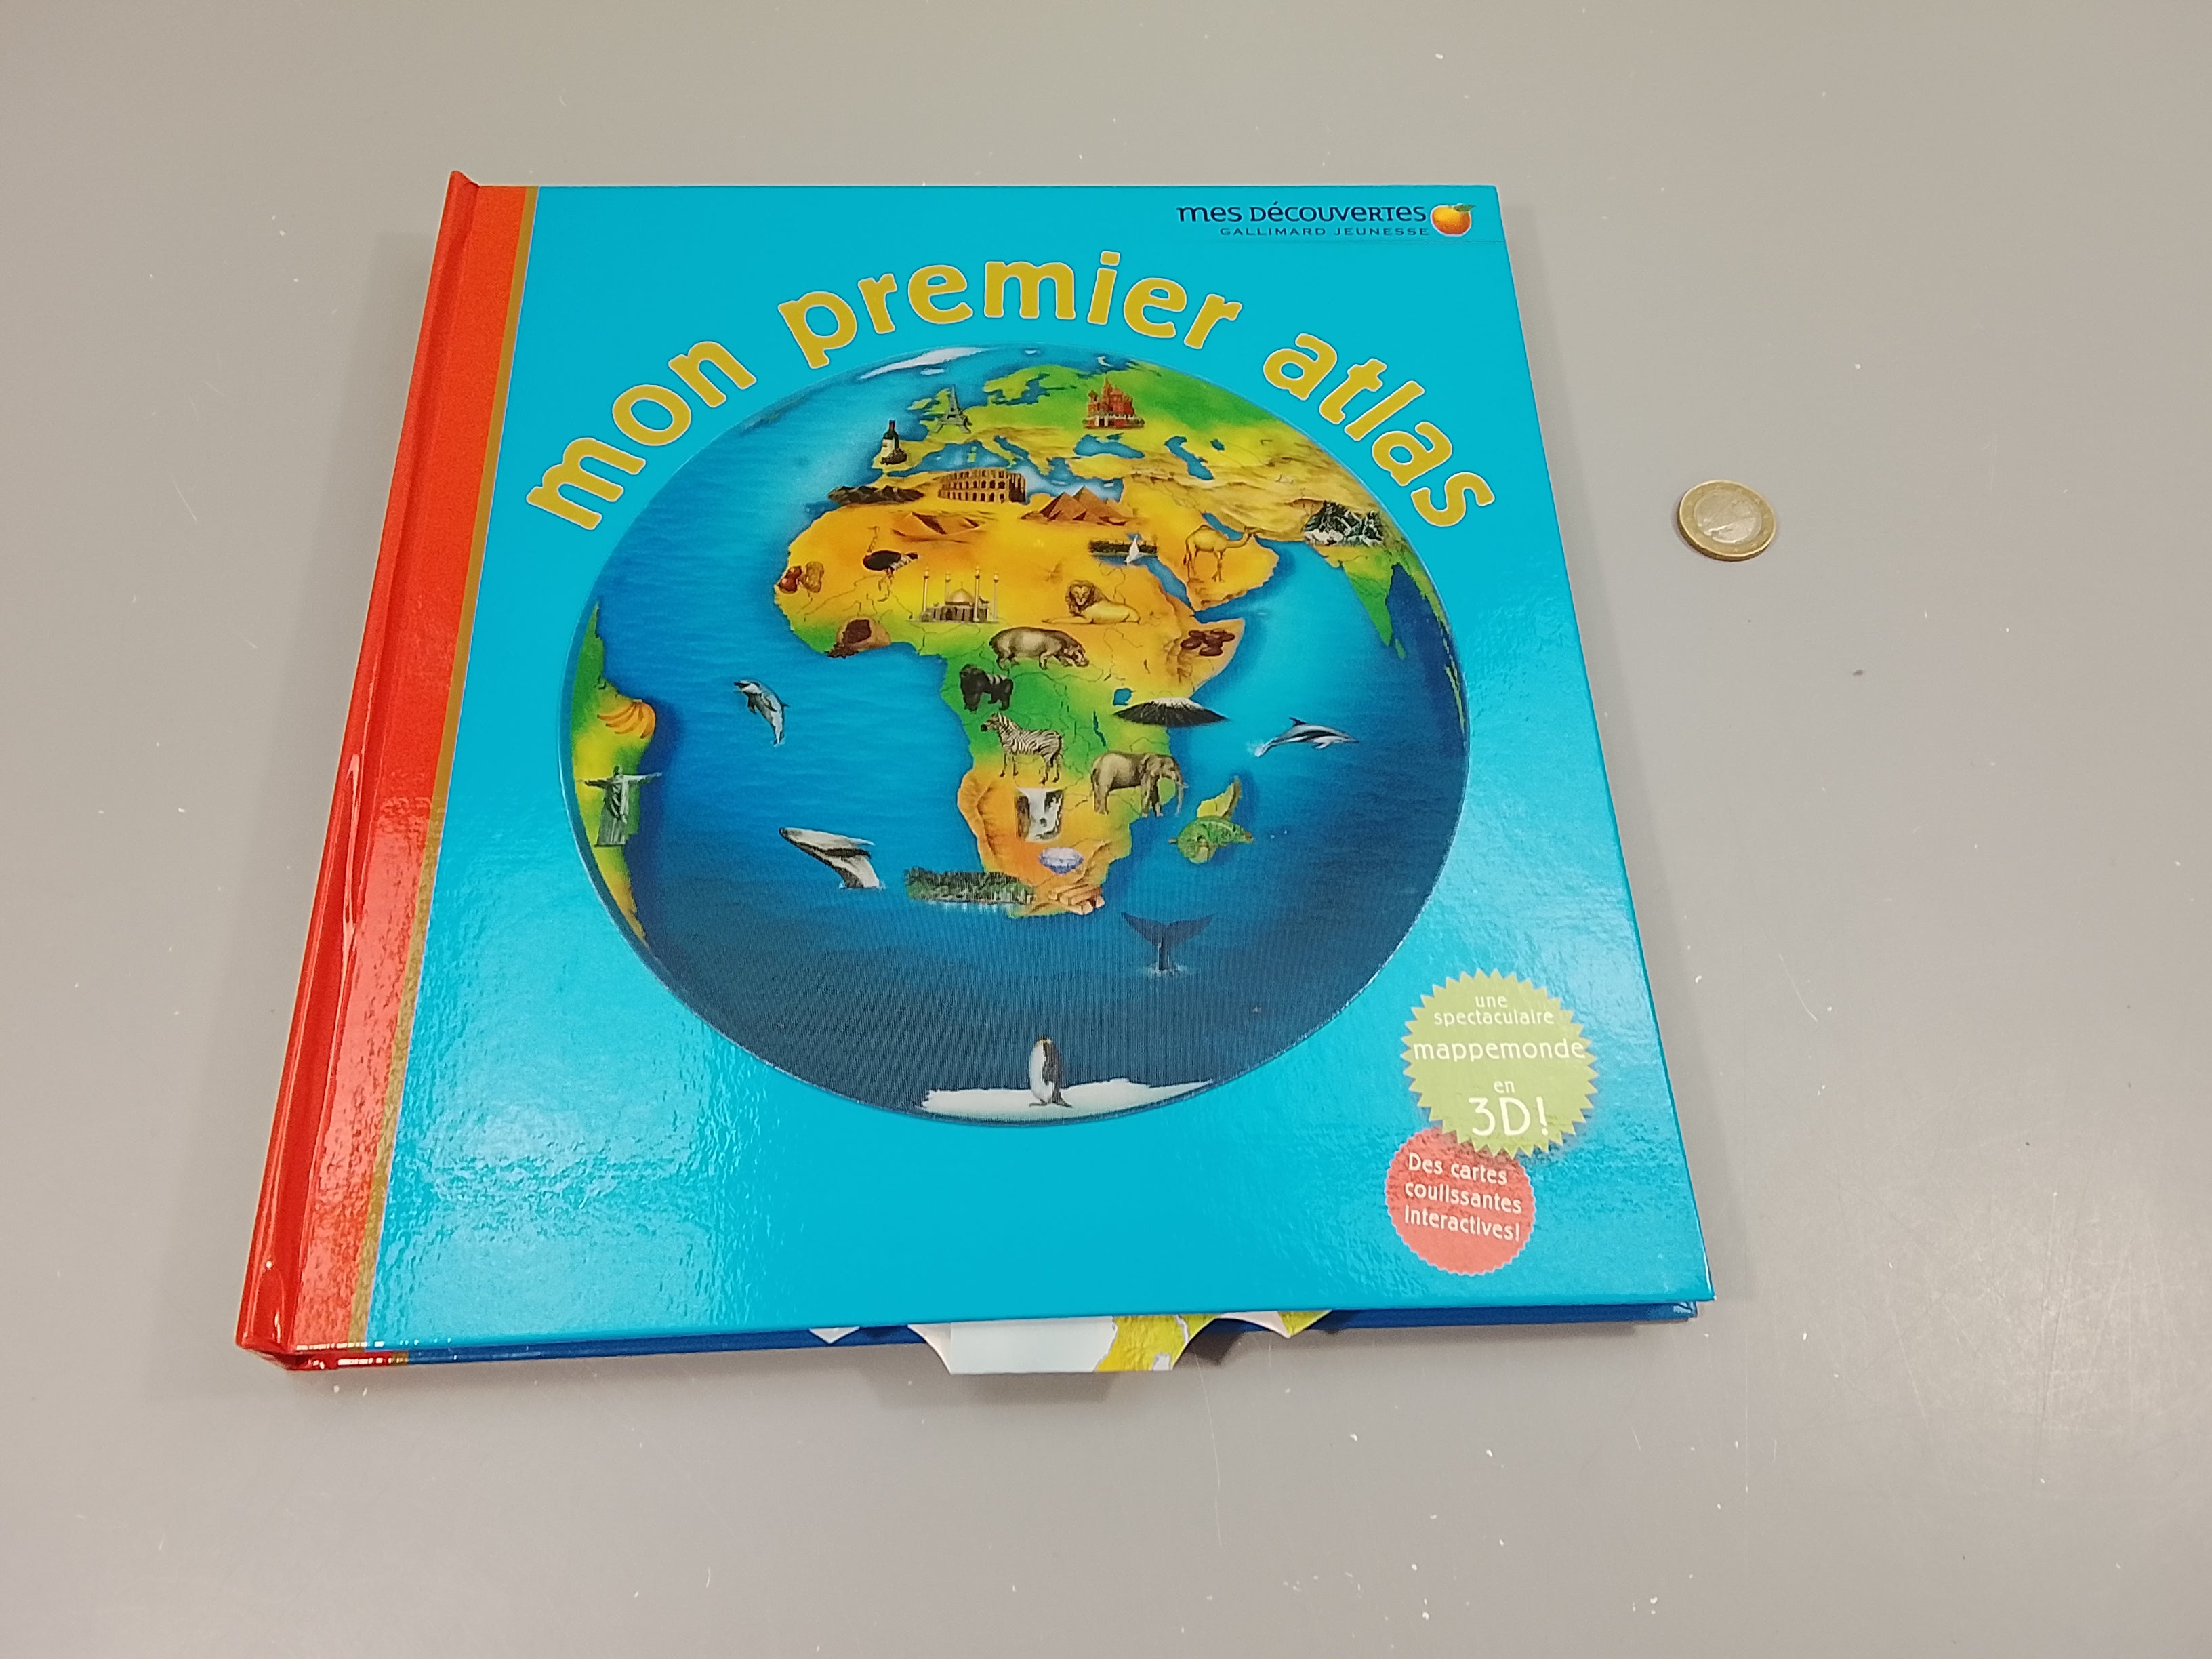 mes Découvertes
GALLIMARD JEUNESSE
mon premier atlas
une
spectaculaire
mappemonde
en
3D!
Des cartes
coulissantes
interactives!